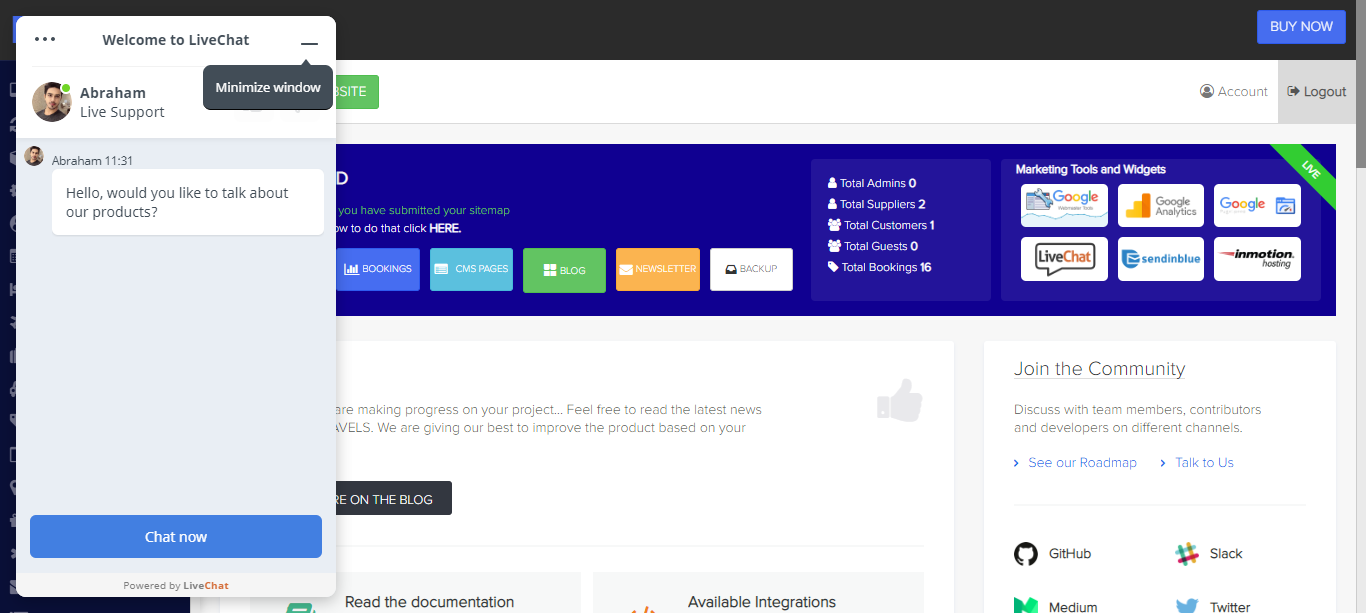 BUY NOW
Welcome to LiveChat
Minimize window
Abraham
Live Support
Abraham 11:31
Hello, would you like to talk about
our products?
Chat now
Powered by LiveChat
Account
Logout
you have submitted your sitemap
to do that click HERE.
BOOKINGS
CMS PAGES
BLOG
NEWSLETTER
BACKUP
Total Admins 0
Total Suppliers 2
Total Customers 1
Total Guests 0
Total Bookings 16
Marketing Tools and Widgets
LIVE
Google
Webmaster Tools
Google
Analytics
Google
LiveChat
sendinblue
inmotion
hosting
are making progress on your project... Feel free to read the latest news
We are giving our best to improve the product based on your
ON THE BLOG
Read the documentation
Available Integrations
Join the Community
Discuss with team members, contributors
and developers on different channels.
See our Roadmap
Talk to Us
GitHub
Slack
Medium
Twitter